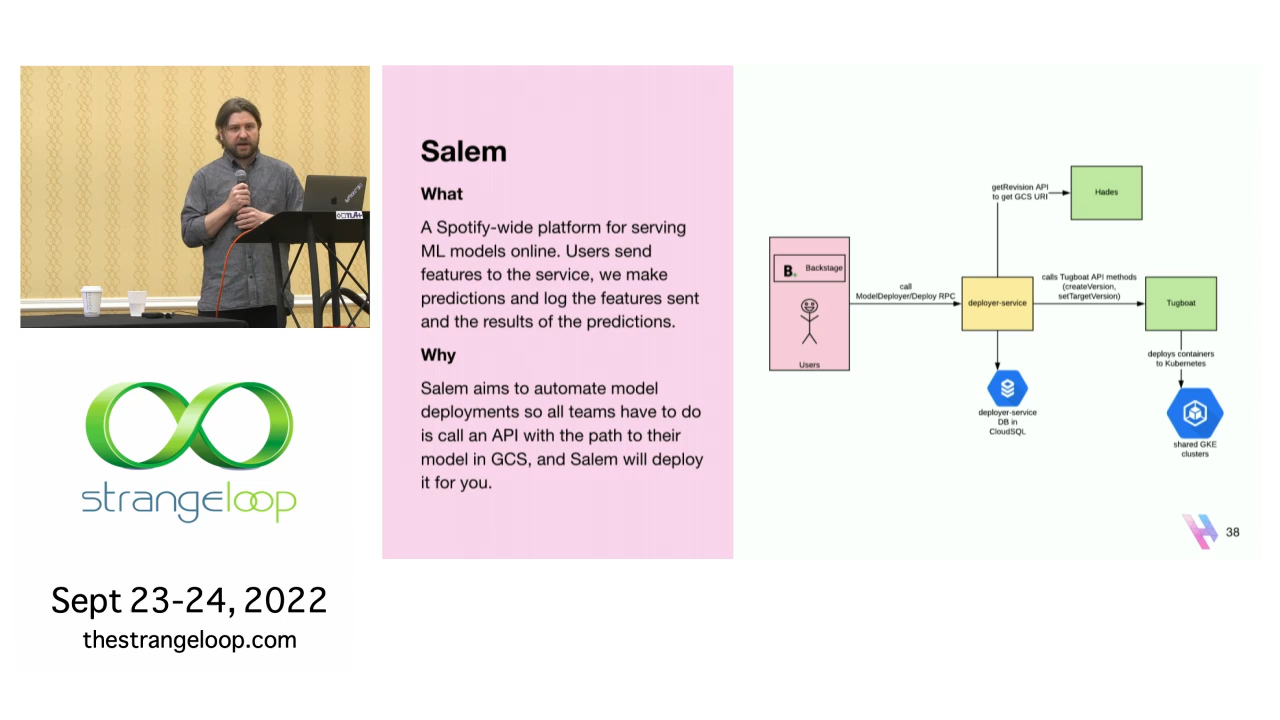 Salem
What
A Spotify-wide platform for serving
ML models online. Users send
features to the service, we make
predictions and log the features sent
and the results of the predictions.
Why
Salem aims to automate model
deployments so all teams have to do
is call an API with the path to their
model in GCS, and Salem will deploy
it for you.
getRevision API
to get GCS URI
Hades
B.
Backstage
Users
call
ModelDeployer/Deploy RPC
deployer-service
calls Tugboat API methods
(createVersion,
setTargetVersion)
Tugboat
deployer-service
DB in
CloudSQL
deploys containers
to Kubernetes
shared GKE
clusters
38
strangeloop
Sept 23-24, 2022
thestrangeloop.com